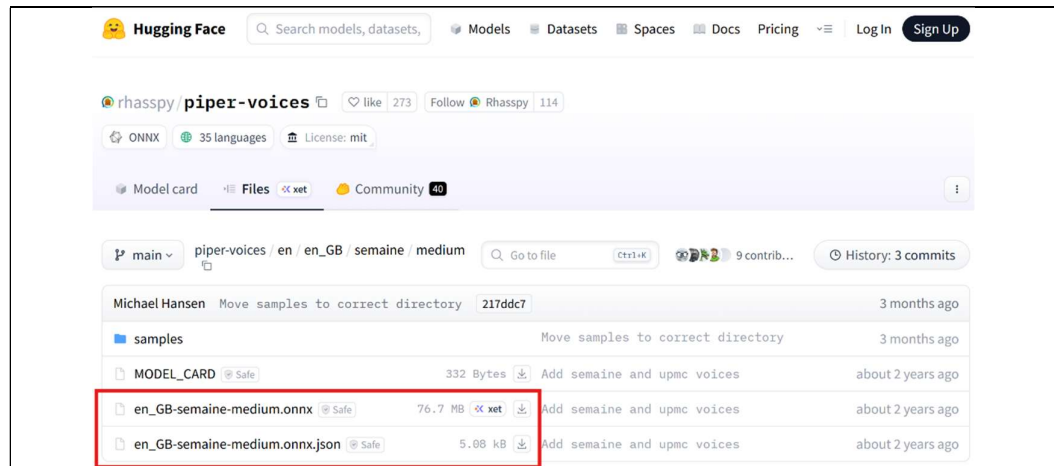 Hugging Face Search models, datasets, Models Datasets Spaces Docs Pricing Log In Sign Up
rhasspy/piper-voices like 273 Follow Rhasspy 114
ONNX 35 languages License: mit
Model card Files xet Community 40
main piper-voices / en / en_GB / semaine / medium Go to file Ctrl+K 9 contrib... History: 3 commits
Michael Hansen Move samples to correct directory 217ddc7 3 months ago
samples Move samples to correct directory 3 months ago
MODEL_CARD Safe 332 Bytes Add semaine and upmc voices about 2 years ago
en_GB-semaine-medium.onnx Safe 76.7 MB xet Add semaine and upmc voices about 2 years ago
en_GB-semaine-medium.onnx.json Safe 5.08 kB Add semaine and upmc voices about 2 years ago